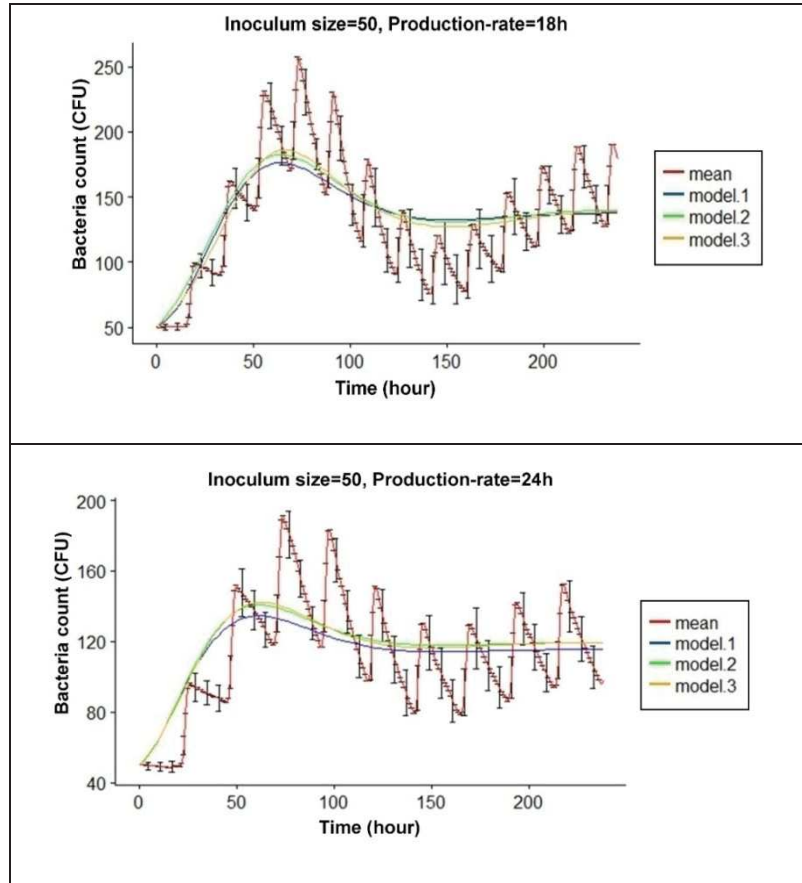 Inoculum size=50, Production-rate=18h
Bacteria count (CFU)
250
200
150
100
50
0 50 100 150 200
Time (hour)
mean
model.1
model.2
model.3
Inoculum size=50, Production-rate=24h
Bacteria count (CFU)
200
160
120
80
40
0 50 100 150 200
Time (hour)
mean
model.1
model.2
model.3